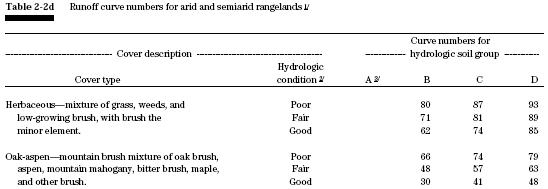 Table 2-2d Runoff curve numbers for arid and semiarid rangelands 1/
Curve numbers for
---------------------------------- Cover description ---------------------------------------- ------------- hydrologic soil group -----------
Hydrologic
Cover type condition 2/ A 3/ B C D
Herbaceous—mixture of grass, weeds, and Poor 80 87 93
low-growing brush, with brush the Fair 71 81 89
minor element. Good 62 74 85
Oak-aspen—mountain brush mixture of oak brush, Poor 66 74 79
aspen, mountain mahogany, bitter brush, maple, Fair 48 57 63
and other brush. Good 30 41 48